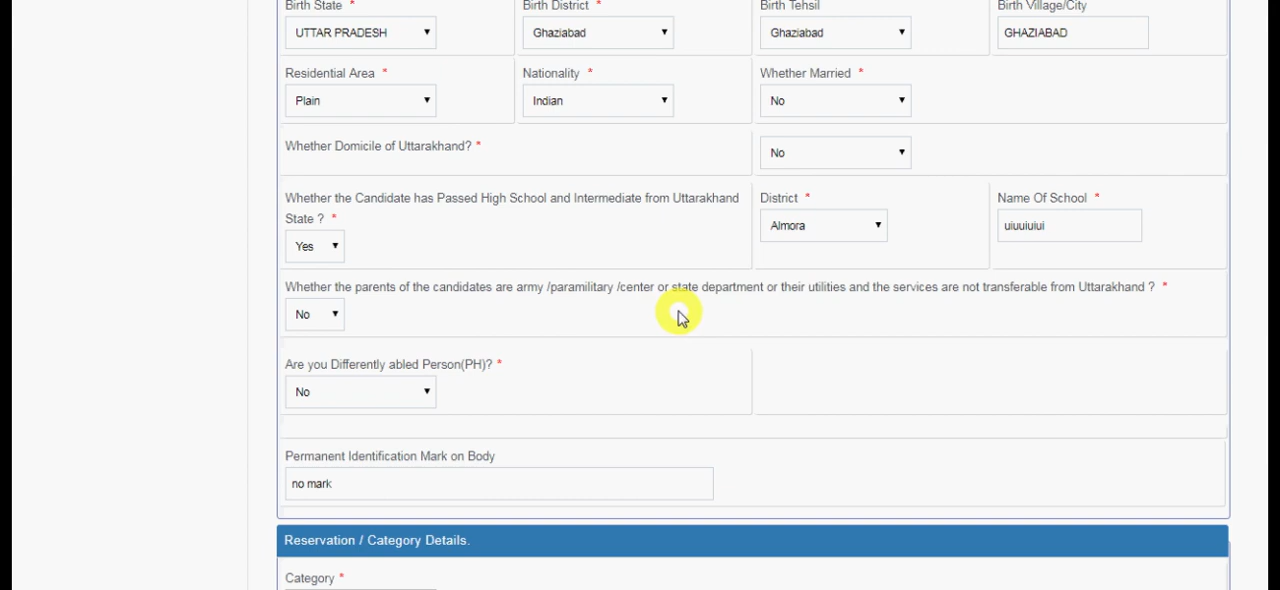 Birth State * Birth District * Birth Tehsil Birth Village/City
UTTAR PRADESH Ghaziabad Ghaziabad GHAZIABAD
Residential Area * Nationality * Whether Married *
Plain Indian No
Whether Domicile of Uttarakhand? * No
Whether the Candidate has Passed High School and Intermediate from Uttarakhand District * Name Of School *
State ? * Almora uiuuiuiui
Yes
Whether the parents of the candidates are army /paramilitary /center or state department or their utilities and the services are not transferable from Uttarakhand ? *
No
Are you Differently abled Person(PH)? *
No
Permanent Identification Mark on Body
no mark
Reservation / Category Details.
Category *